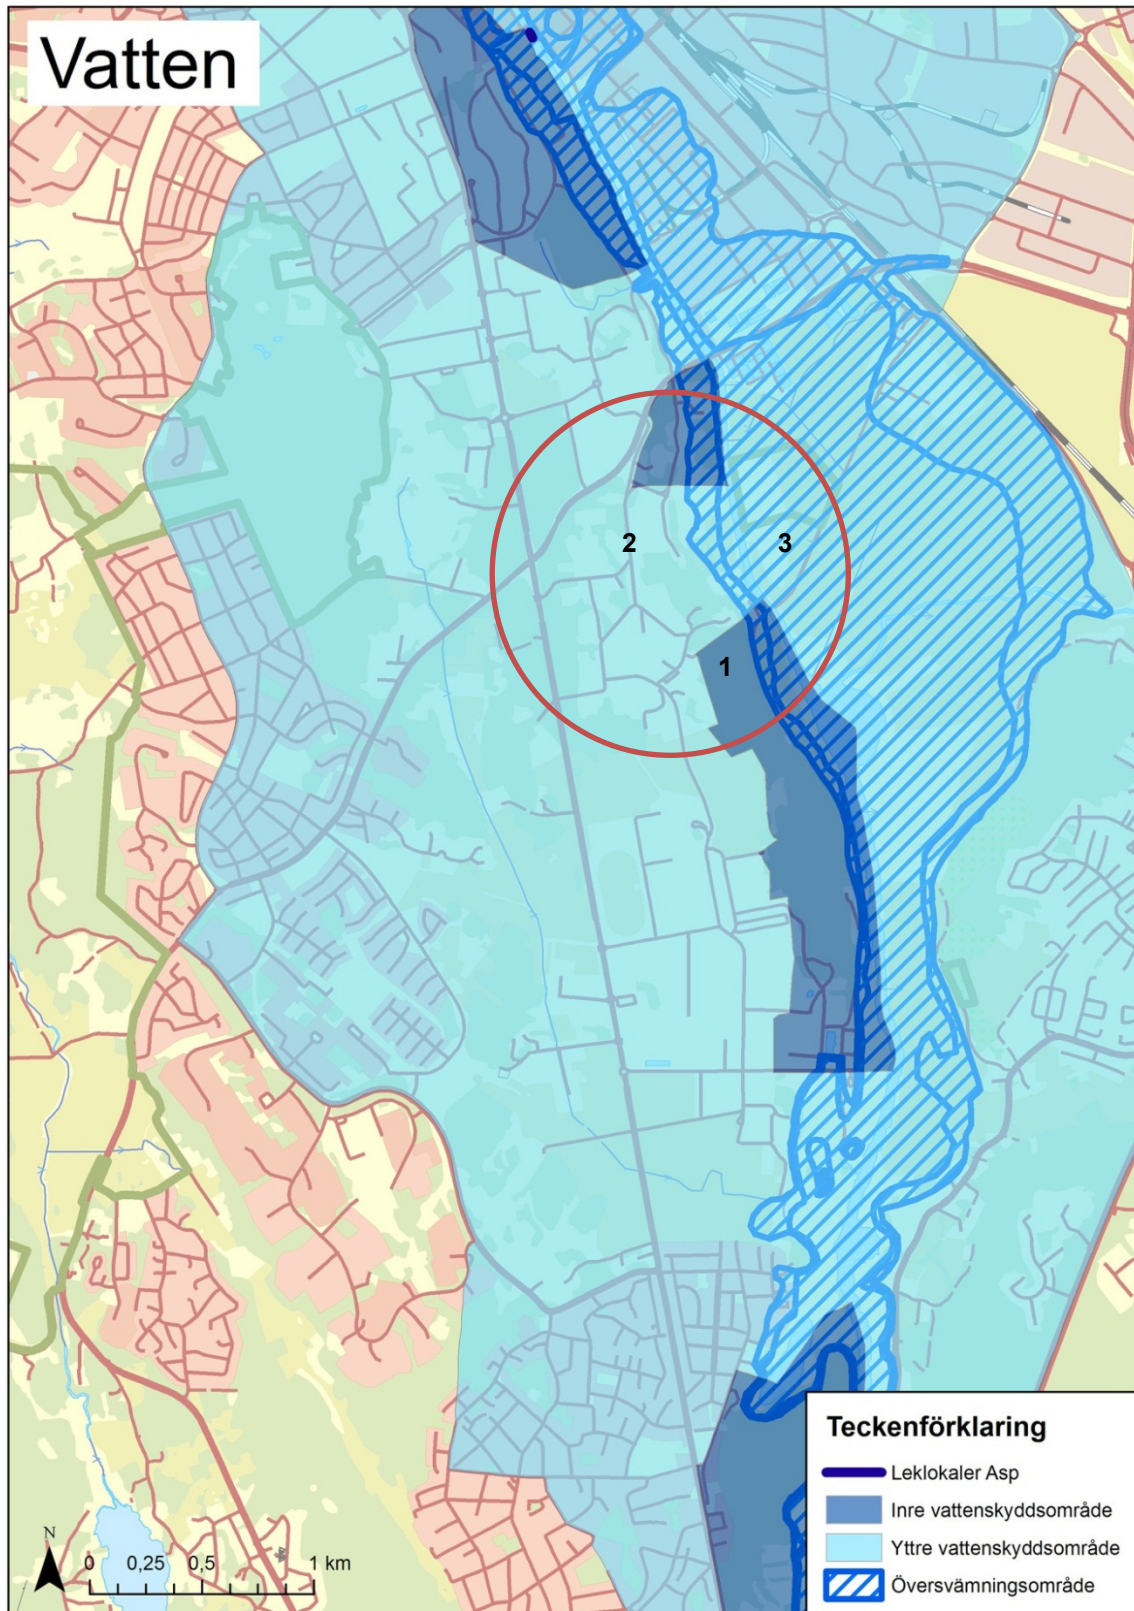 Vatten
2
3
1
Teckenförklaring
Leklokaler Asp
Inre vattenskyddsområde
Yttre vattenskyddsområde
Översvämningsområde
N
0 0,25 0,5 1 km